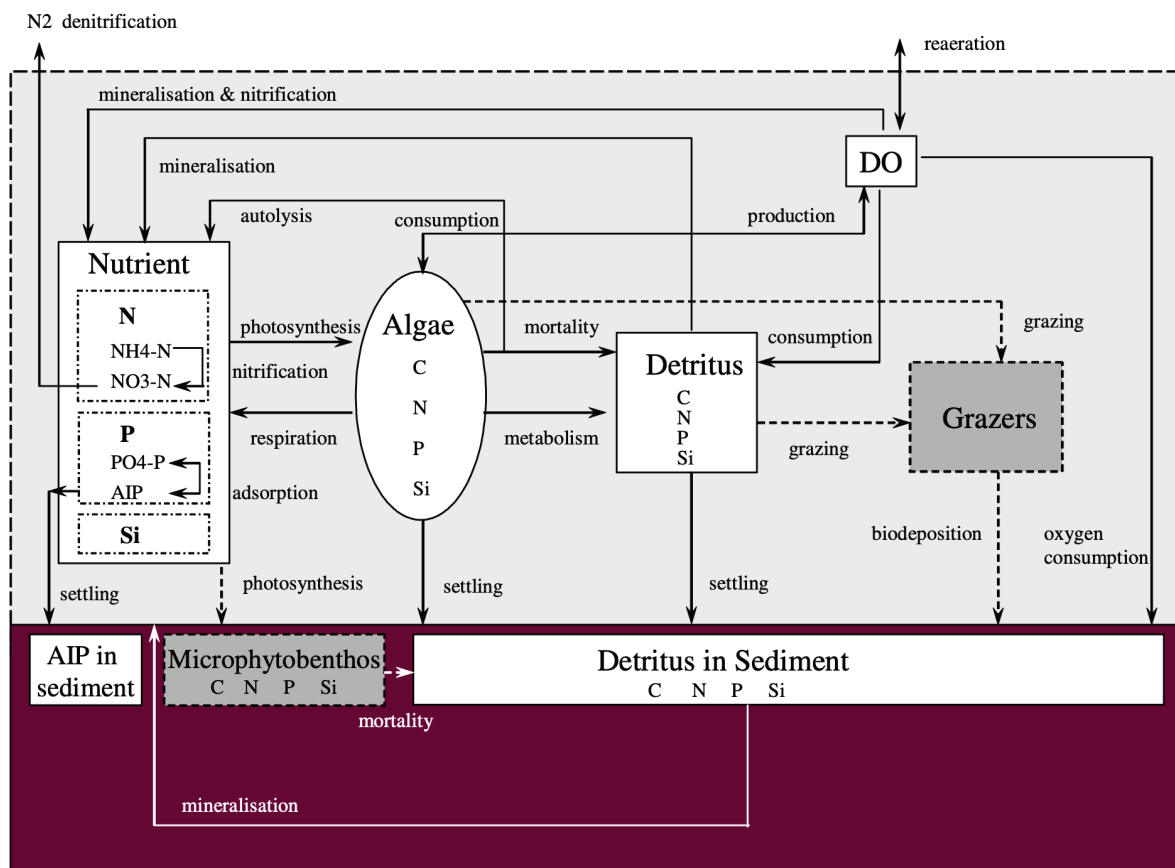 N2 denitrification
reaeration
mineralisation & nitrification
mineralisation
DO
autolysis
consumption
production
Nutrient
N
NH4-N
NO3-N
photosynthesis
nitrification
Algae
C
N
P
Si
mortality
consumption
grazing
Detritus
C
N
P
Si
Grazers
grazing
respiration
metabolism
P
PO4-P
AIP
adsorption
Si
biodeposition
oxygen
consumption
settling
photosynthesis
settling
settling
AIP in
sediment
Microphytobenthos
C N P Si
Detritus in Sediment
C N P Si
mortality
mineralisation